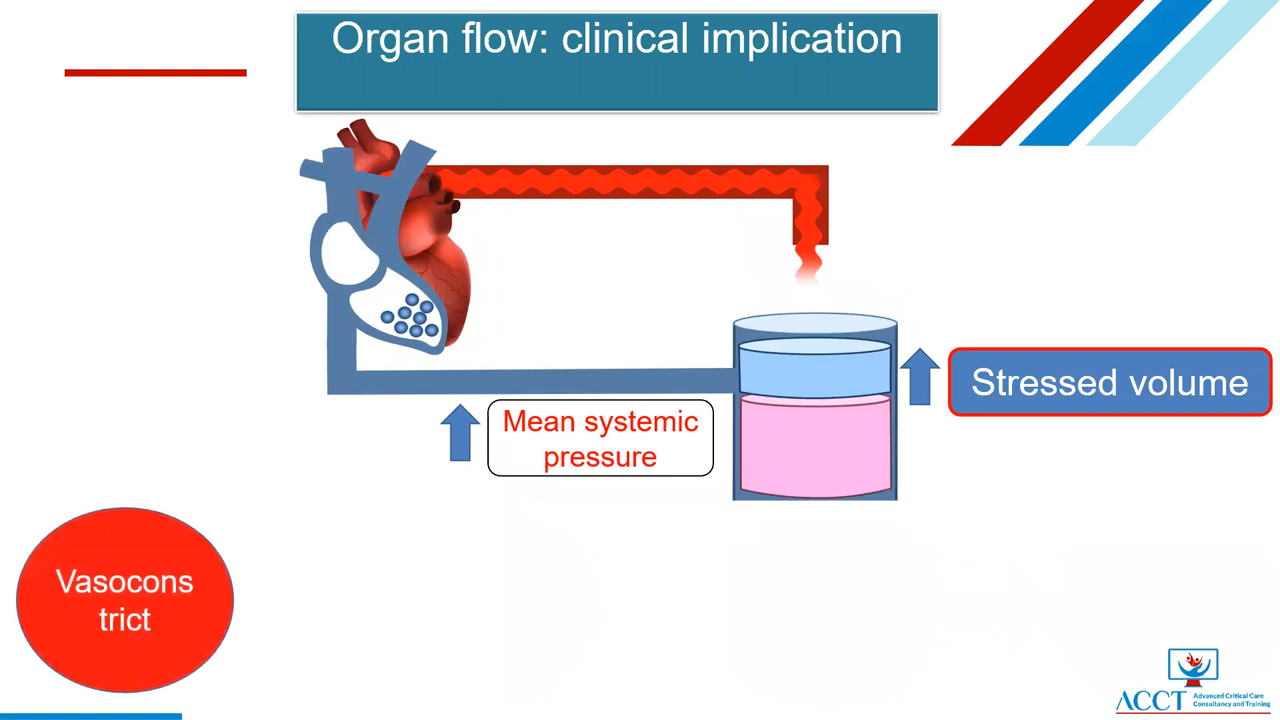 Organ flow: clinical implication
Stressed volume
Mean systemic
pressure
Vasocons
trict
ACCT
Advanced Critical Care
Consultancy and Training